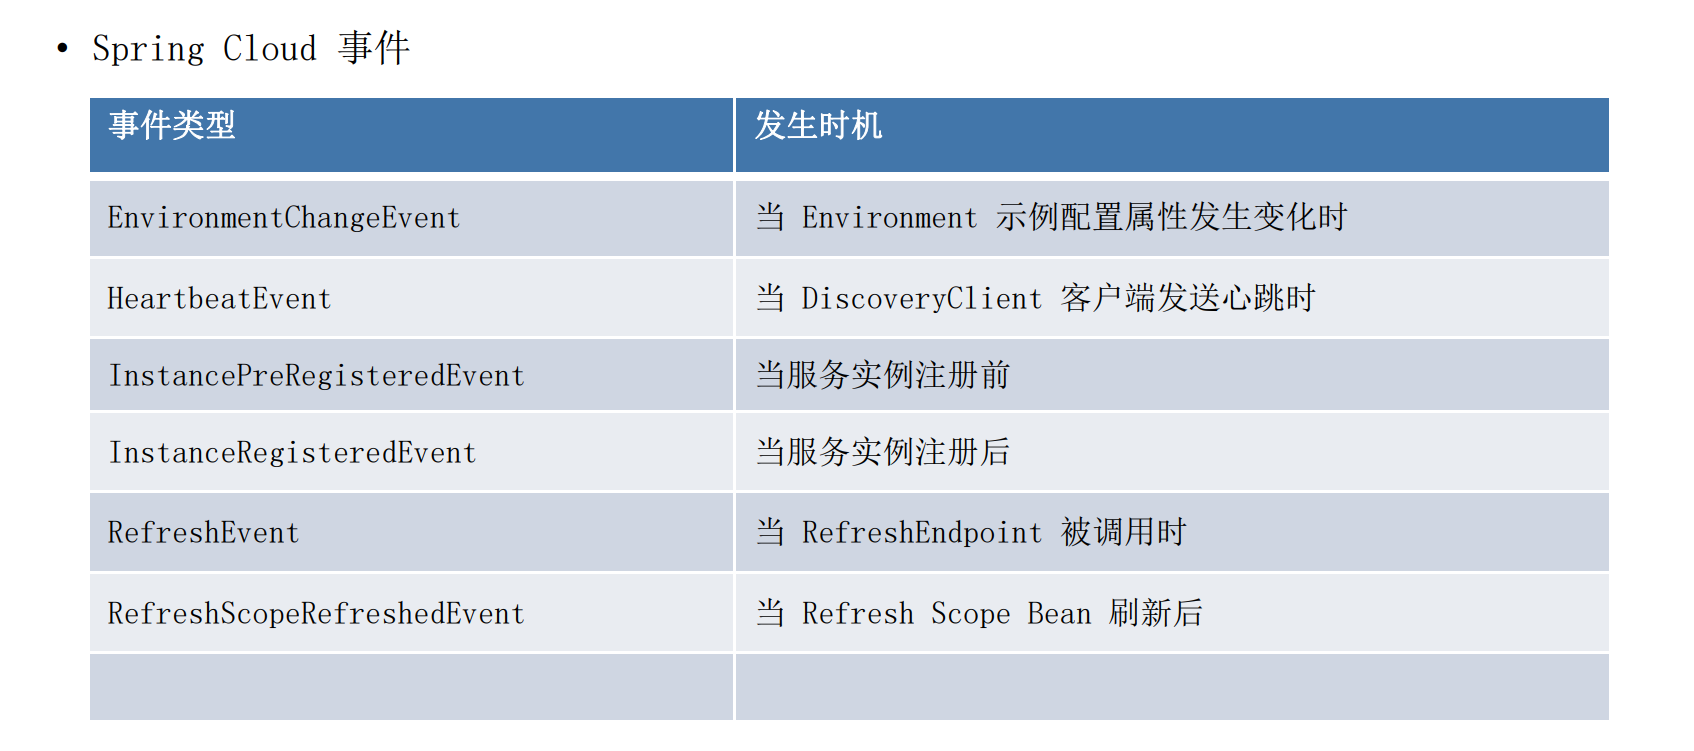 • Spring Cloud 事件
事件类型 发生时机
EnvironmentChangeEvent 当 Environment 示例配置属性发生变化时
HeartbeatEvent 当 DiscoveryClient 客户端发送心跳时
InstancePreRegisteredEvent 当服务实例注册前
InstanceRegisteredEvent 当服务实例注册后
RefreshEvent 当 RefreshEndpoint 被调用时
RefreshScopeRefreshedEvent 当 Refresh Scope Bean 刷新后